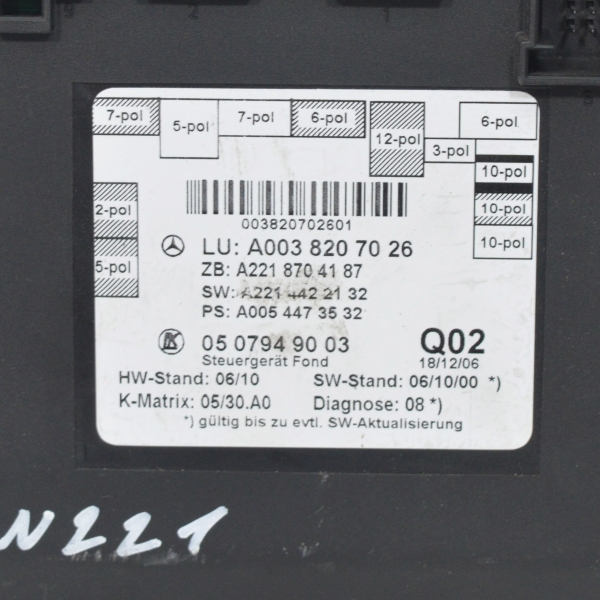 2
1
7-pol 5-pol 7-pol 6-pol 12-pol 3-pol 6-pol
10-pol
2-pol 10-pol
5-pol 10-pol
003820702601
LU: A003 820 70 26
ZB: A221 870 41 87
SW: A221 442 21 32
PS: A005 447 35 32
05 0794 90 03 Q02
Steuergerät Fond 18/12/06
HW-Stand: 06/10 SW-Stand: 06/10/00 *)
K-Matrix: 05/30.A0 Diagnose: 08 *)
*) gültig bis zu evtl. SW-Aktualisierung
W221